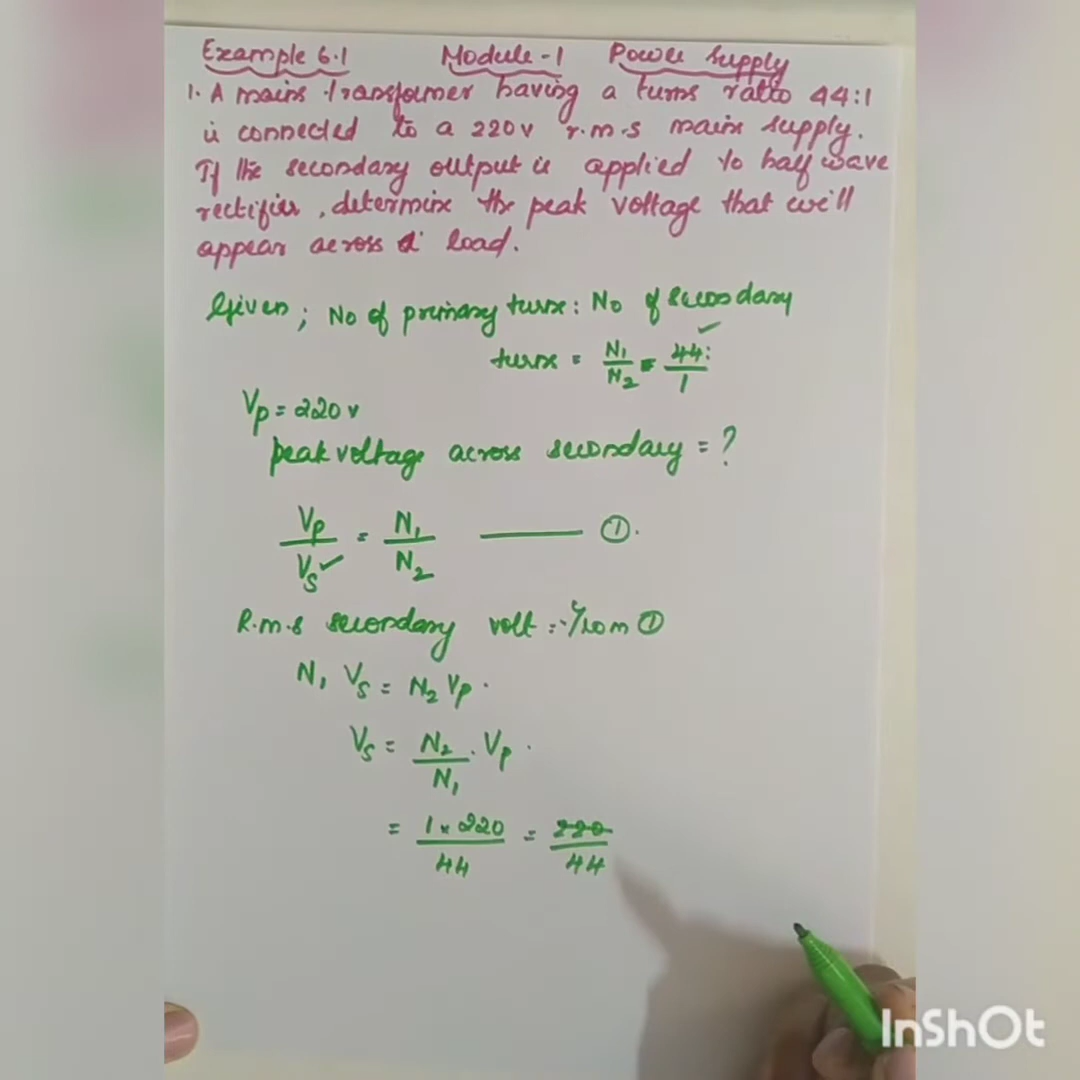 Example 6.1 Module-1 Power Supply
1. A mains transformer having a turns ratio 44:1
is connected to a 220v r.m.s mains supply.
If the secondary output is applied to half wave
rectifier, determine the peak voltage that will
appear across a load.
Given; No of primary turns: No of secondary
turns = N1/N2 = 44:/1
Vp = 220v
peak voltage across secondary = ?
Vp/Vs = N1/N2 ——— ①.
R.m.s secondary volt = from ①
N1 Vs = N2 Vp.
Vs = N2/N1 . Vp.
= 1 × 220/44 = 220/44
InShOt